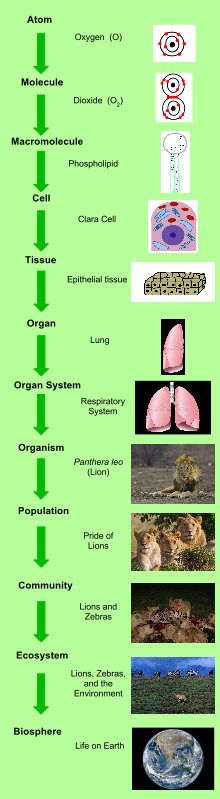 Atom
Oxygen (O)
Molecule
Dioxide (O2)
Macromolecule
Phospholipid
Cell
Clara Cell
Tissue
Epithelial tissue
Organ
Lung
Organ System
Respiratory
System
Organism
Panthera leo
(Lion)
Population
Pride of
Lions
Community
Lions and
Zebras
Ecosystem
Lions, Zebras,
and the
Environment
Biosphere
Life on Earth